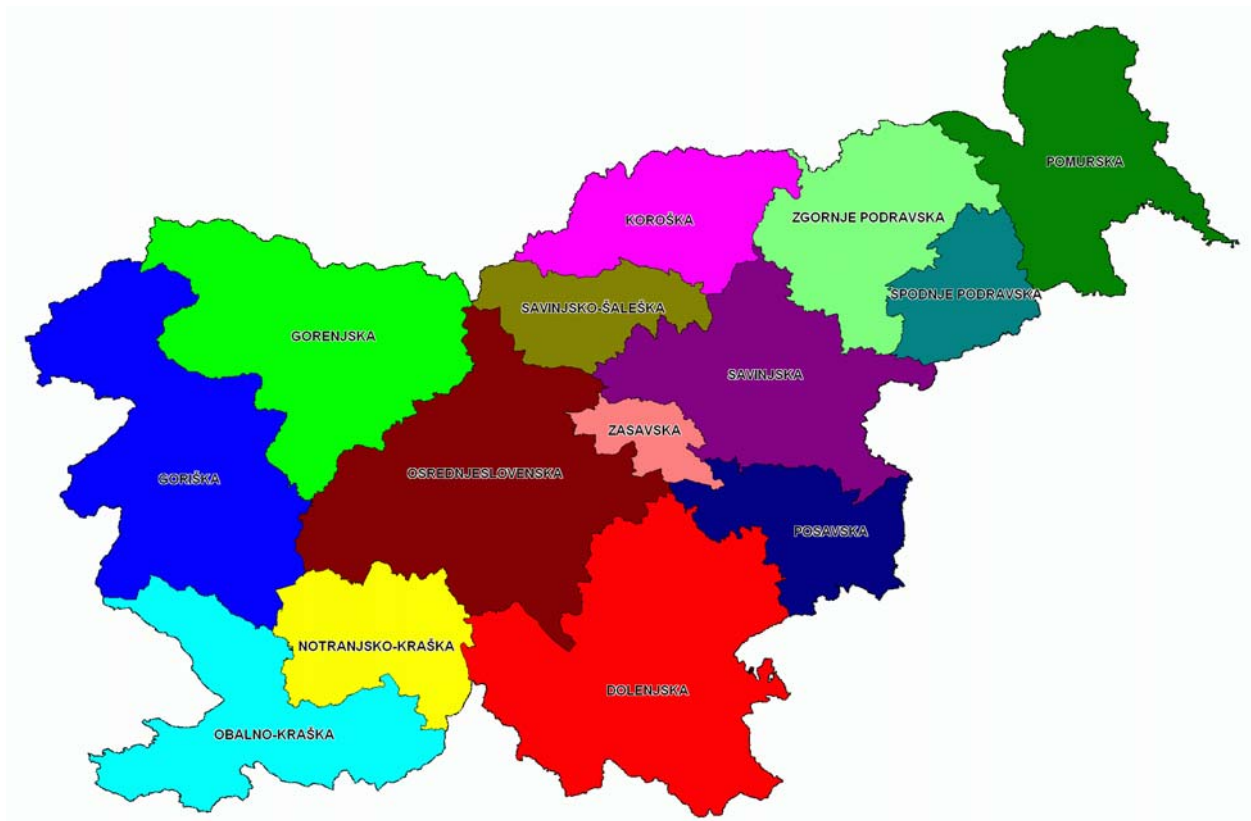 POMURSKA
KOROŠKA
ZGORNJE PODRAVSKA
SPODNJE PODRAVSKA
SAVINJSKO-ŠALEŠKA
GORENJSKA
SAVINJSKA
ZASAVSKA
OSREDNJESLOVENSKA
GORIŠKA
POSAVSKA
NOTRANJSKO-KRAŠKA
DOLENJSKA
OBALNO-KRAŠKA